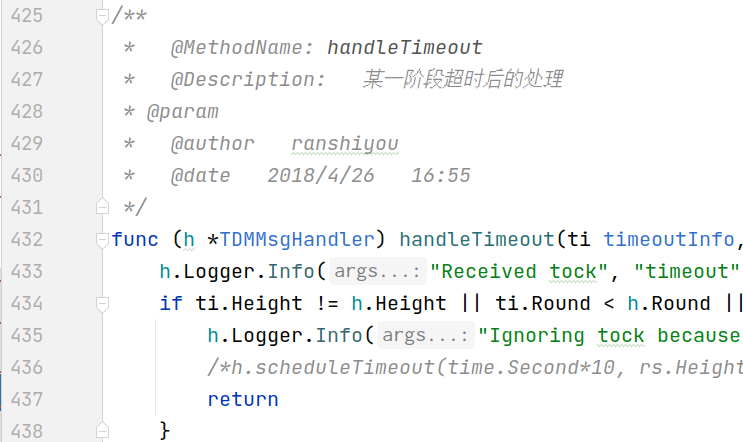 425 /**
426  *   @MethodName: handleTimeout
427  *   @Description:   某一阶段超时后的处理
428  * @param
429  *   @author   ranshiyou
430  *   @date   2018/4/26   16:55
431  */
432 func (h *TDMMsgHandler) handleTimeout(ti timeoutInfo,
433     h.Logger.Info( args...: "Received tock", "timeout"
434     if ti.Height != h.Height || ti.Round < h.Round ||
435         h.Logger.Info( args...: "Ignoring tock because
436         /*h.scheduleTimeout(time.Second*10, rs.Height
437         return
438     }